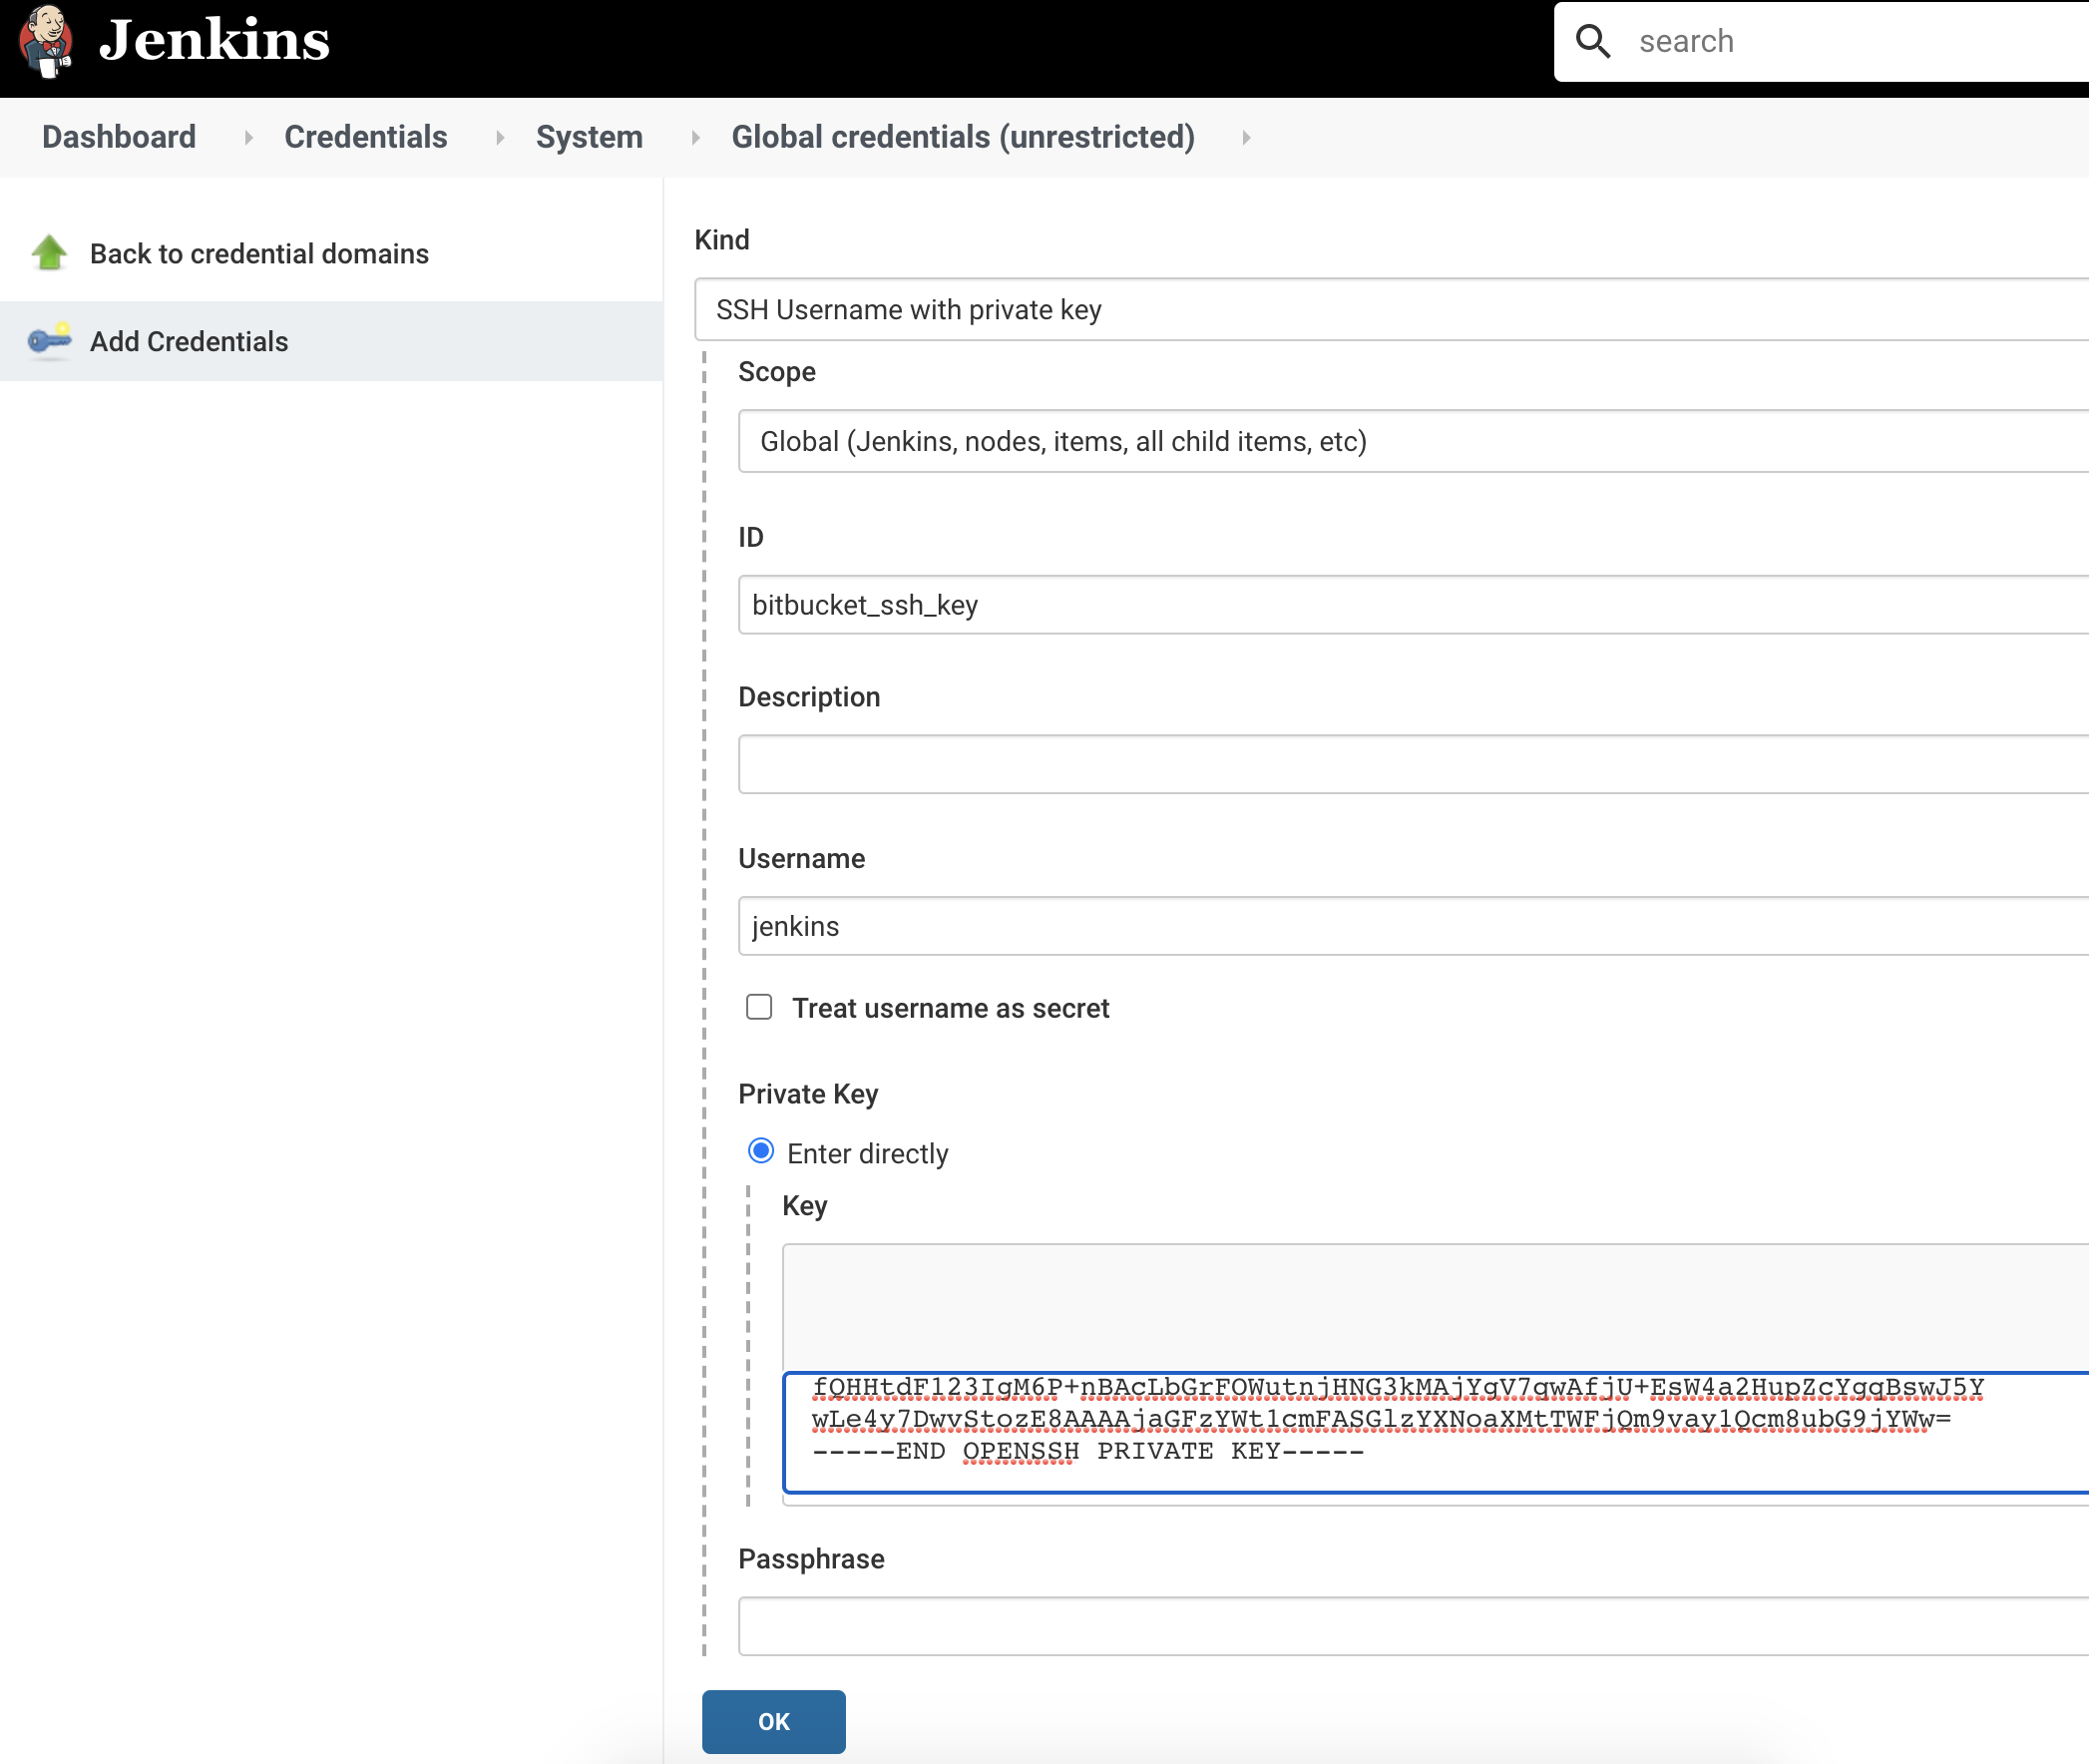 Jenkins
search
Dashboard
Credentials
System
Global credentials (unrestricted)
Back to credential domains
Add Credentials
Kind
SSH Username with private key
Scope
Global (Jenkins, nodes, items, all child items, etc)
ID
bitbucket_ssh_key
Description
Username
jenkins
Treat username as secret
Private Key
Enter directly
Key
fQHHtdF123IgM6P+nBAcLbGrFOWutnjHNG3kMAjYgV7qwAfjU+EsW4a2HupZcYgqBswJ5Y
wLe4y7DwvStozE8AAAAjaGFzYWt1cmFASGlzYXNoaXMtTWFjQm9vay1Qcm8ubG9jYWw=
-----END OPENSSH PRIVATE KEY-----
Passphrase
OK